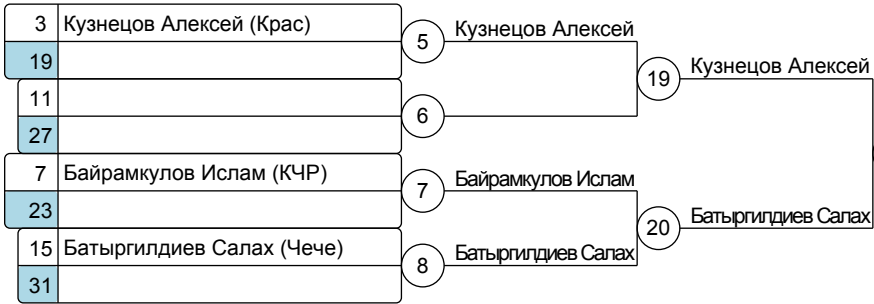 3 Кузнецов Алексей (Крас)
19
5
Кузнецов Алексей
11
27
6
19
Кузнецов Алексей
7 Байрамкулов Ислам (КЧР)
23
7
Байрамкулов Ислам
15 Батыргилдиев Салах (Чече)
31
8
Батыргилдиев Салах
20
Батыргилдиев Салах